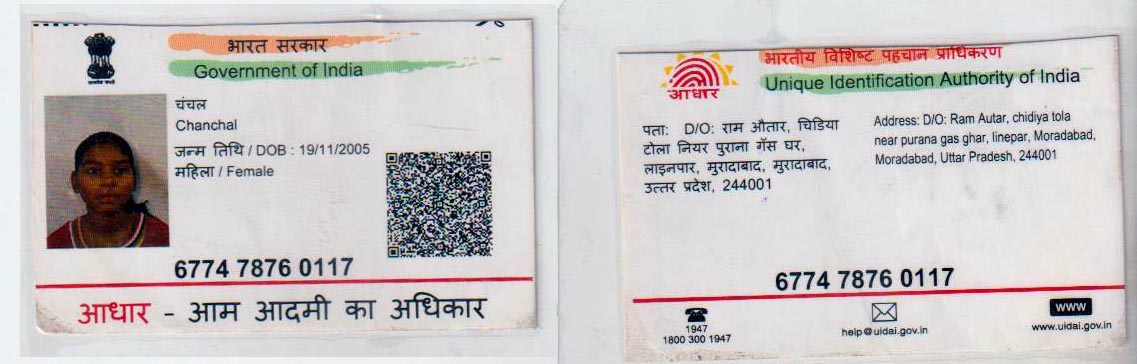 भारत सरकार
Government of India
चंचल
Chanchal
जन्म तिथि / DOB : 19/11/2005
महिला / Female
6774 7876 0117
आधार - आम आदमी का अधिकार
भारतीय विशिष्ट पहचान प्राधिकरण
Unique Identification Authority of India
आधार
पता: D/O: राम औतार, चिडिया
टोला नियर पुराना गॅस घर,
लाइनपार, मुरादाबाद, मुरादाबाद,
उत्तर प्रदेश, 244001
Address: D/O: Ram Autar, chidiya tola
near purana gas ghar, linepar, Moradabad,
Moradabad, Uttar Pradesh, 244001
6774 7876 0117
1947
1800 300 1947
help@uidai.gov.in
www
www.uidai.gov.in